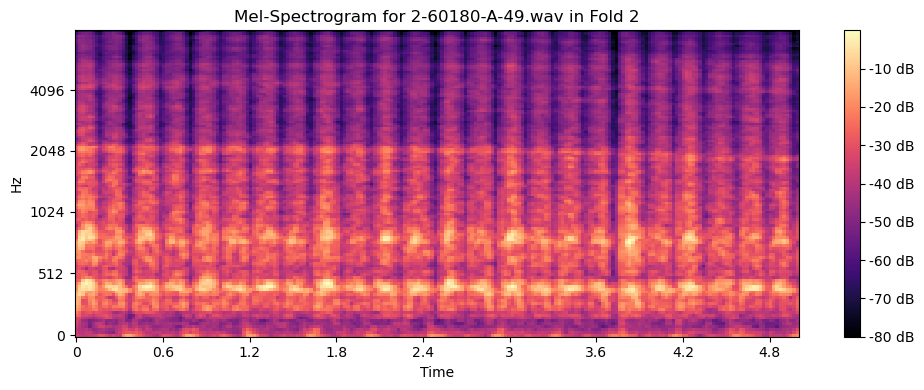 Mel-Spectrogram for 2-60180-A-49.wav in Fold 2
Hz
4096
2048
1024
512
0
0 0.6 1.2 1.8 2.4 3 3.6 4.2 4.8
Time
-10 dB
-20 dB
-30 dB
-40 dB
-50 dB
-60 dB
-70 dB
-80 dB